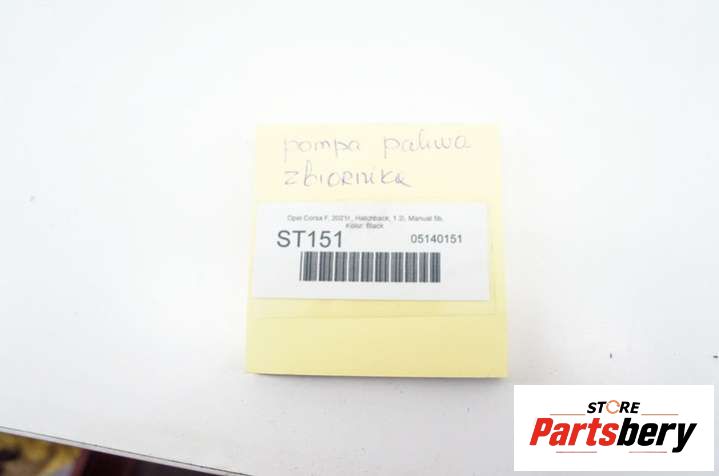 pompa paliwa
zbiornika
Opel Corsa F, 2021r., Hatchback, 1.2i, Manual 5b,
Kolor: Black
ST151 05140151
STORE
Partsbery